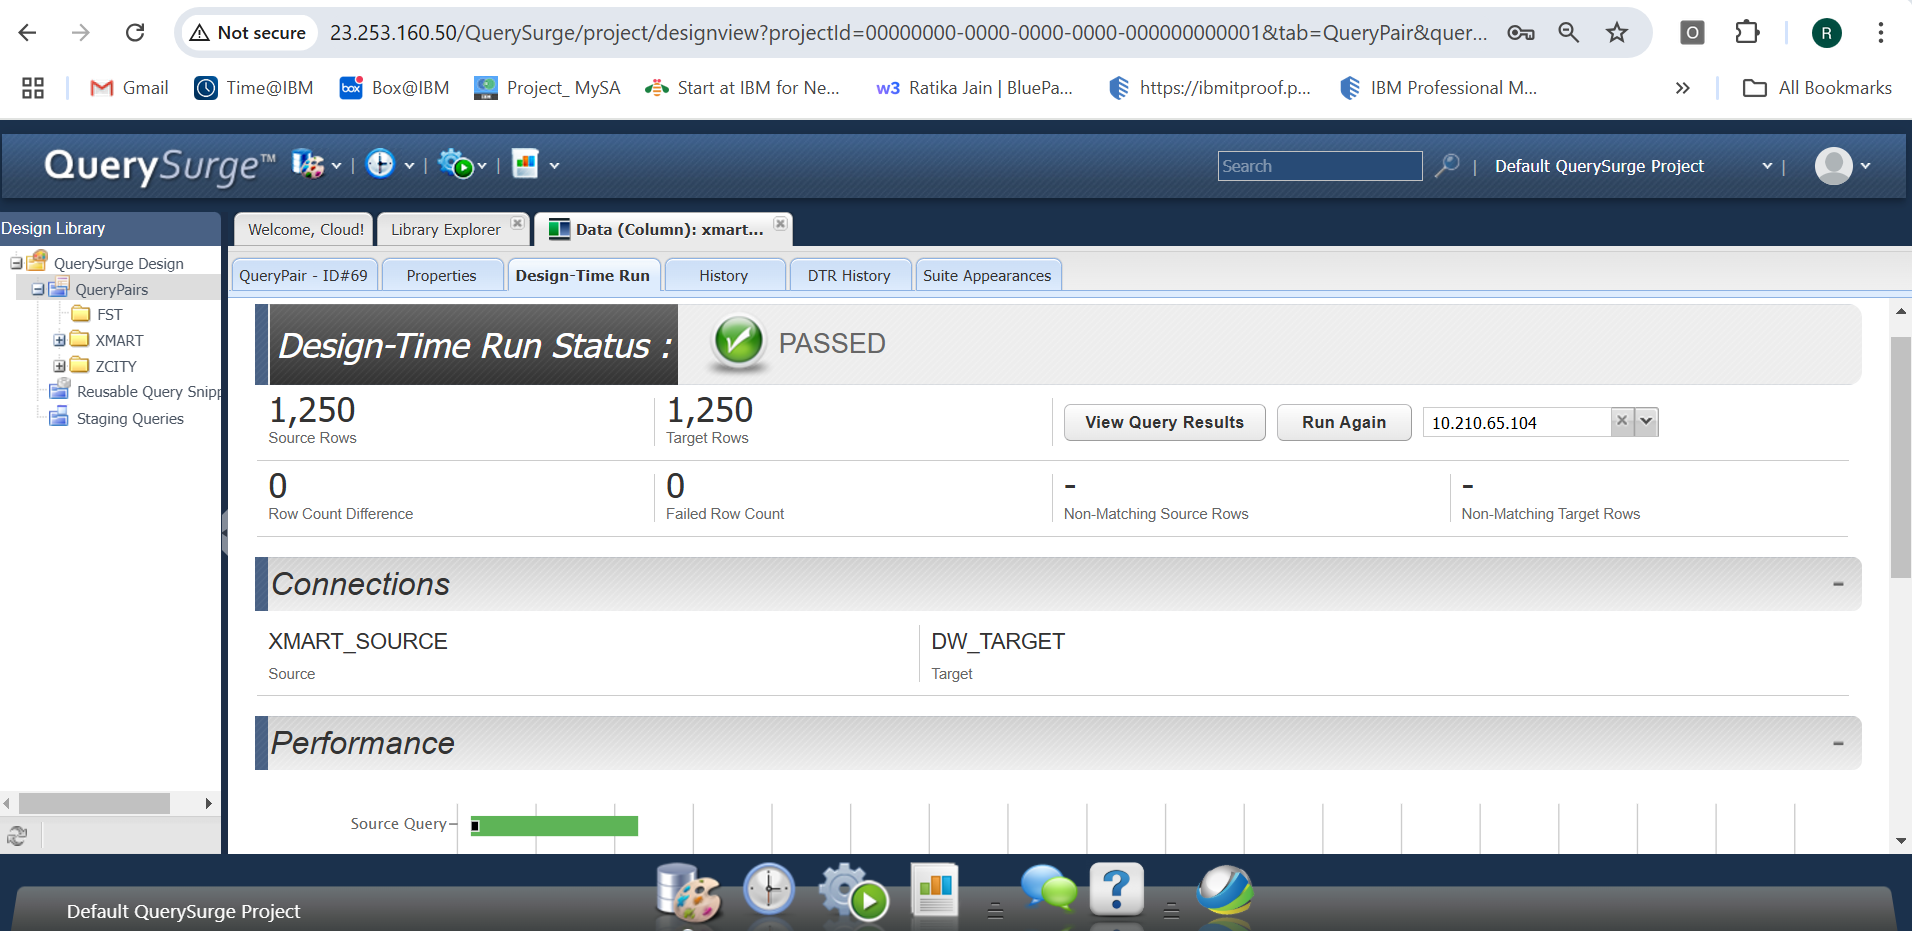 Not secure
23.253.160.50/QuerySurge/project/designview?projectId=00000000-0000-0000-0000-000000000001&tab=QueryPair&quer...
O
R
Gmail
Time@IBM
box
Box@IBM
Project_ MySA
Start at IBM for Ne...
w3 Ratika Jain | BluePa...
https://ibmitproof.p...
IBM Professional M...
»
All Bookmarks
QuerySurge™
Search
Default QuerySurge Project
Design Library
Welcome, Cloud!
Library Explorer
Data (Column): xmart...
QuerySurge Design
QueryPairs
FST
XMART
ZCITY
Reusable Query Snipp
Staging Queries
QueryPair - ID#69
Properties
Design-Time Run
History
DTR History
Suite Appearances
Design-Time Run Status :
PASSED
1,250
Source Rows
1,250
Target Rows
View Query Results
Run Again
10.210.65.104
0
Row Count Difference
0
Failed Row Count
-
Non-Matching Source Rows
-
Non-Matching Target Rows
Connections
XMART_SOURCE
Source
DW_TARGET
Target
Performance
Source Query
?
Default QuerySurge Project